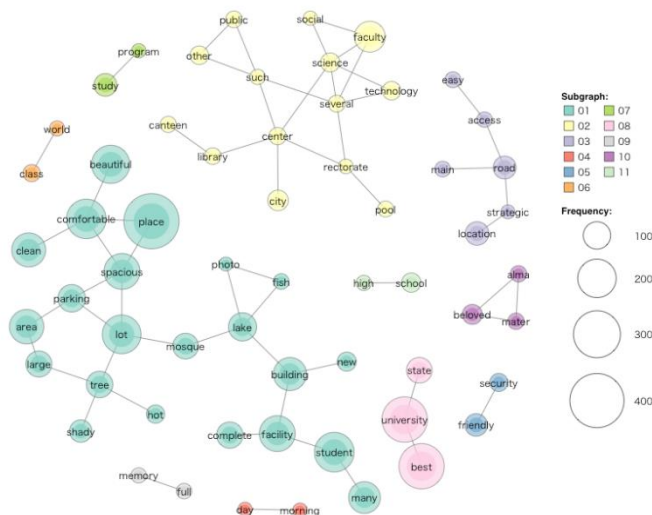 public
social
faculty
program
other
science
study
such
technology
several
easy
world
canteen
center
access
class
library
rectorate
main
road
beautiful
city
pool
strategic
comfortable
place
location
clean
spacious
photo
fish
high
school
alma
parking
beloved
mater
area
lot
lake
large
mosque
building
new
state
security
tree
hot
university
friendly
shady
complete
facility
student
best
memory
full
many
day
morning
Subgraph:
01
07
02
08
03
09
04
10
05
11
06
Frequency:
100
200
300
400